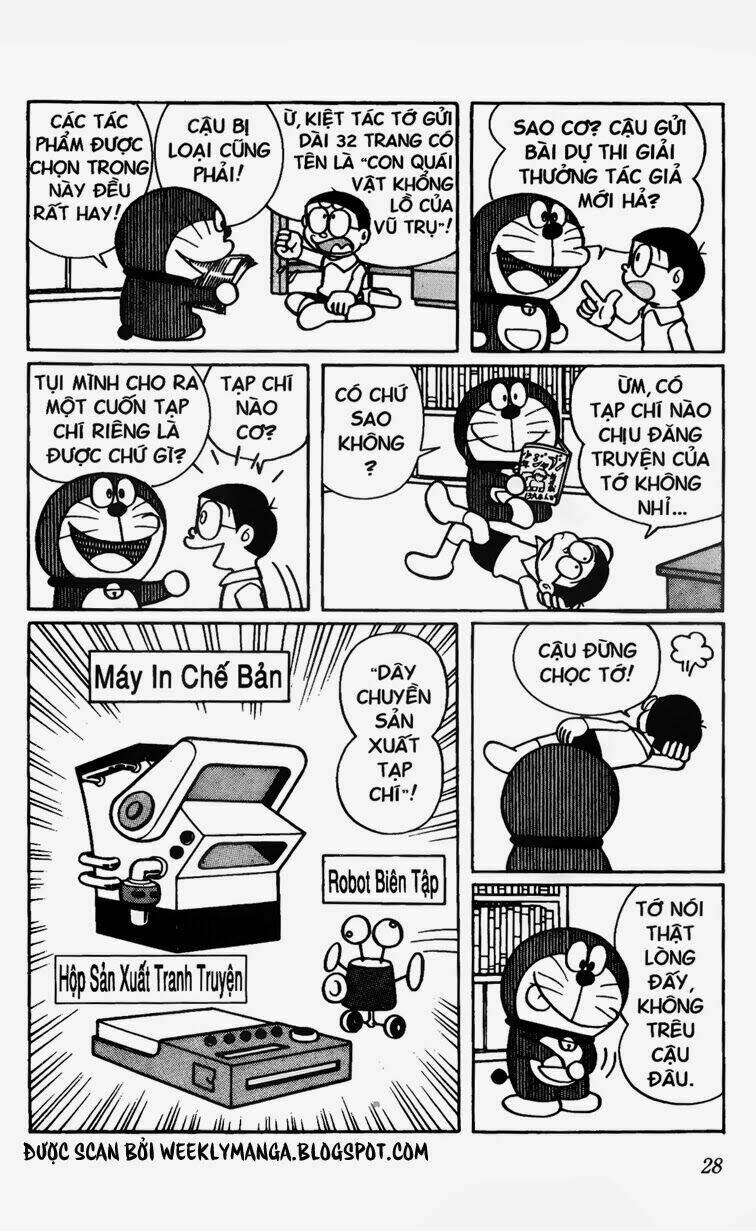 SAO CƠ? CẬU GỬI
BÀI DỰ THI GIẢI
THƯỞNG TÁC GIẢ
MỚI HẢ?
Ừ, KIỆT TÁC TỚ GỬI
DÀI 32 TRANG CÓ
TÊN LÀ "CON QUÁI
VẬT KHỔNG
LỒ CỦA
VŨ TRỤ"!
CẬU BỊ
LOẠI CŨNG
PHẢI!
CÁC TÁC
PHẨM ĐƯỢC
CHỌN TRONG
NÀY ĐỀU
RẤT HAY!
ỪM, CÓ
TẠP CHÍ NÀO
CHỊU ĐĂNG
TRUYỆN CỦA
TỚ KHÔNG
NHỈ...
CÓ CHỨ
SAO
KHÔNG
?
TẠP CHÍ
NÀO
CƠ?
TỤI MÌNH CHO RA
MỘT CUỐN TẠP
CHÍ RIÊNG LÀ
ĐƯỢC CHỨ GÌ?
CẬU ĐỪNG
CHỌC TỚ!
TỚ NÓI
THẬT
LÒNG
ĐẤY,
KHÔNG
TRÊU
CẬU
ĐÂU.
"DÂY
CHUYỀN
SẢN
XUẤT
TẠP
CHÍ"!
Máy In Chế Bản
Robot Biên Tập
Hộp Sản Xuất Tranh Truyện
ĐƯỢC SCAN BỞI WEEKLYMANGA.BLOGSPOT.COM
28